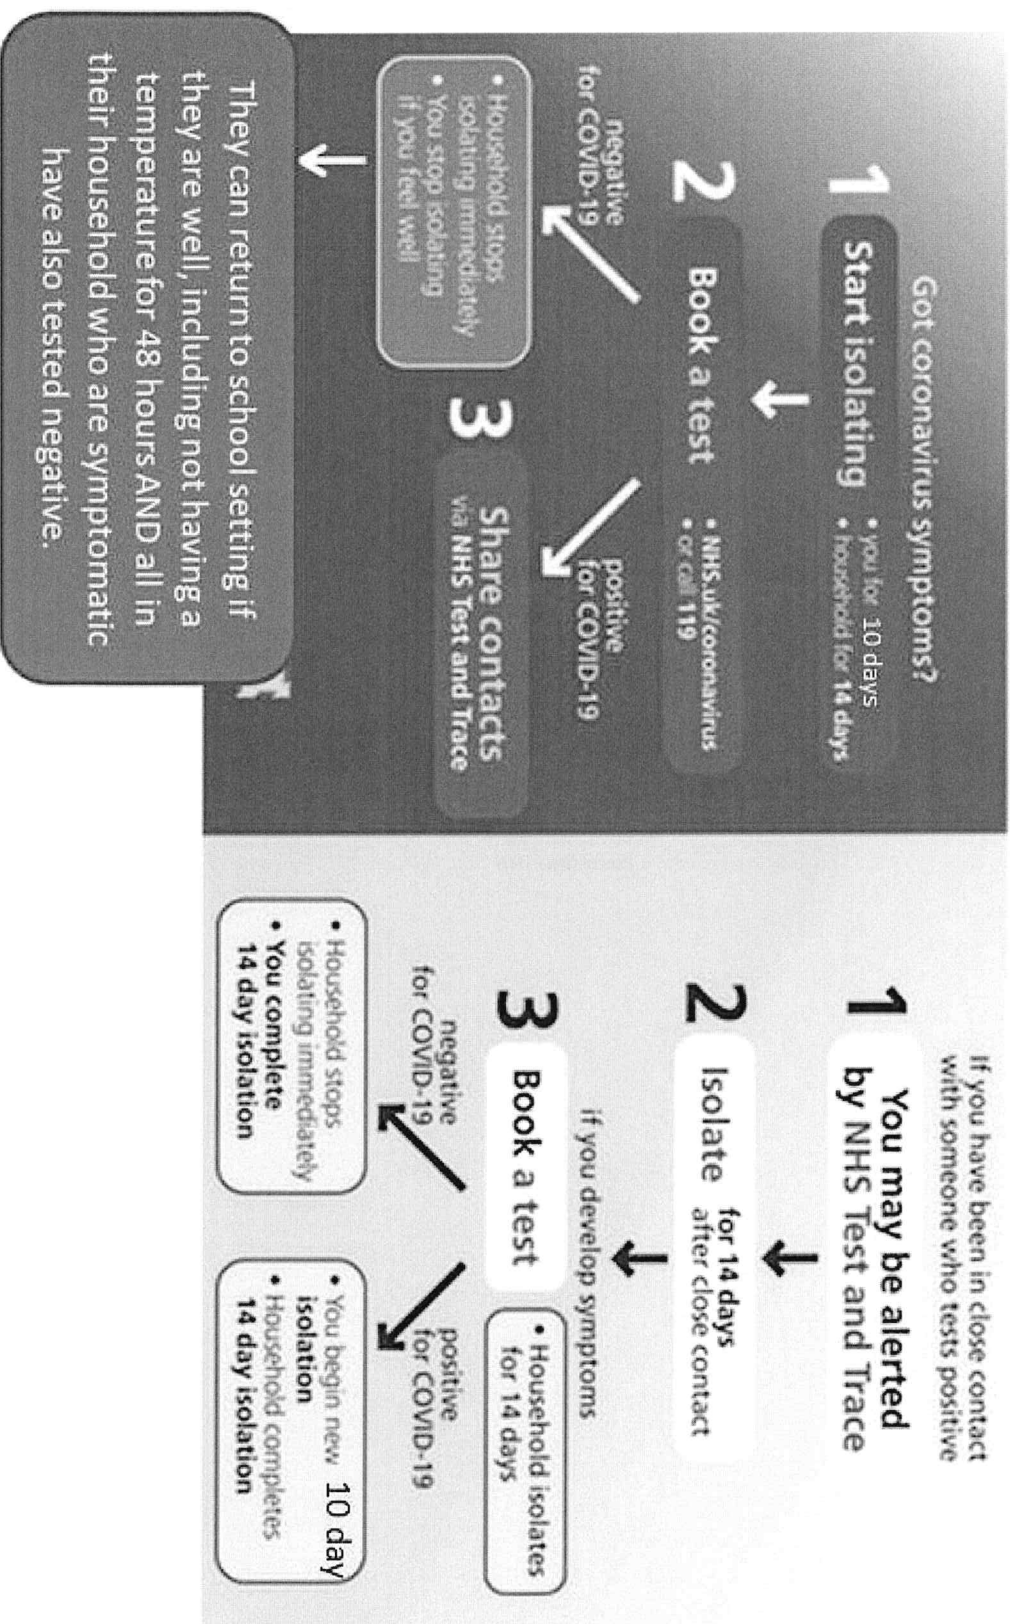 Got coronavirus symptoms?
1
Start isolating
• you for 10 days
• household for 14 days
2
Book a test
• NHS.uk/coronavirus
• or call 119
negative
for COVID-19
positive
for COVID-19
• Household stops
isolating immediately
• You stop isolating
if you feel well
3
Share contacts
via NHS Test and Trace
They can return to school setting if
they are well, including not having a
temperature for 48 hours AND all in
their household who are symptomatic
have also tested negative.
If you have been in close contact
with someone who tests positive
1
You may be alerted
by NHS Test and Trace
2
Isolate
for 14 days
after close contact
if you develop symptoms
3
Book a test
• Household isolates
for 14 days
negative
for COVID-19
positive
for COVID-19
• Household stops
isolating immediately
• You complete
14 day isolation
• You begin new 10 day
isolation
• Household completes
14 day isolation